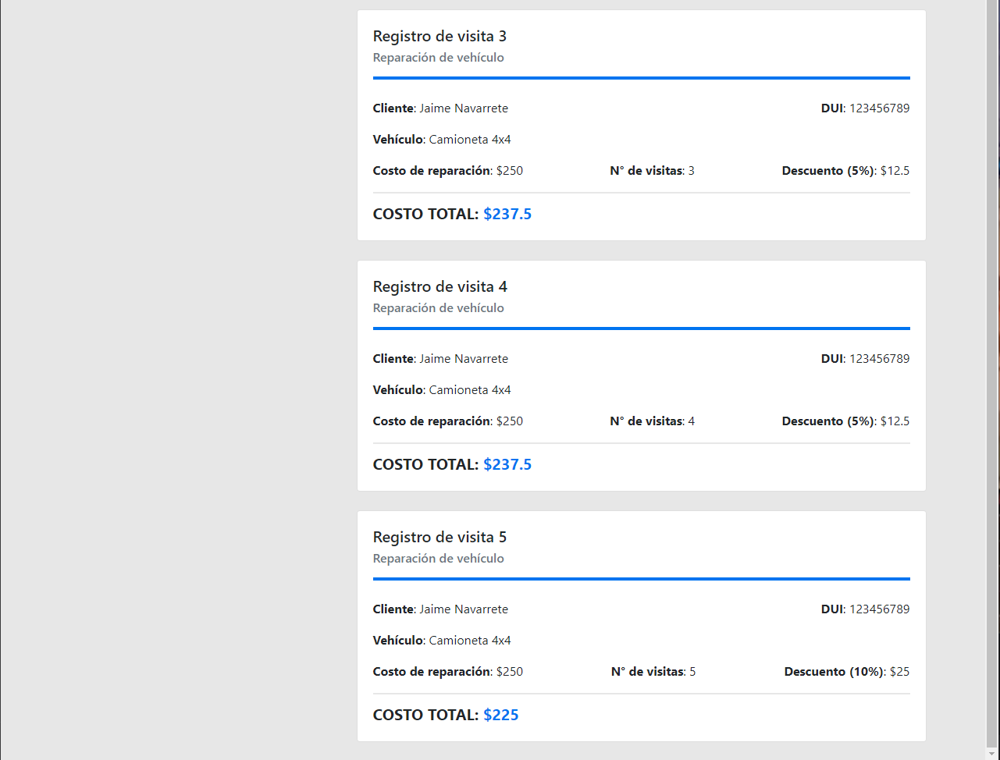 Registro de visita 3
Reparación de vehículo
Cliente: Jaime Navarrete DUI: 123456789
Vehículo: Camioneta 4x4
Costo de reparación: $250 N° de visitas: 3 Descuento (5%): $12.5
COSTO TOTAL: $237.5
Registro de visita 4
Reparación de vehículo
Cliente: Jaime Navarrete DUI: 123456789
Vehículo: Camioneta 4x4
Costo de reparación: $250 N° de visitas: 4 Descuento (5%): $12.5
COSTO TOTAL: $237.5
Registro de visita 5
Reparación de vehículo
Cliente: Jaime Navarrete DUI: 123456789
Vehículo: Camioneta 4x4
Costo de reparación: $250 N° de visitas: 5 Descuento (10%): $25
COSTO TOTAL: $225